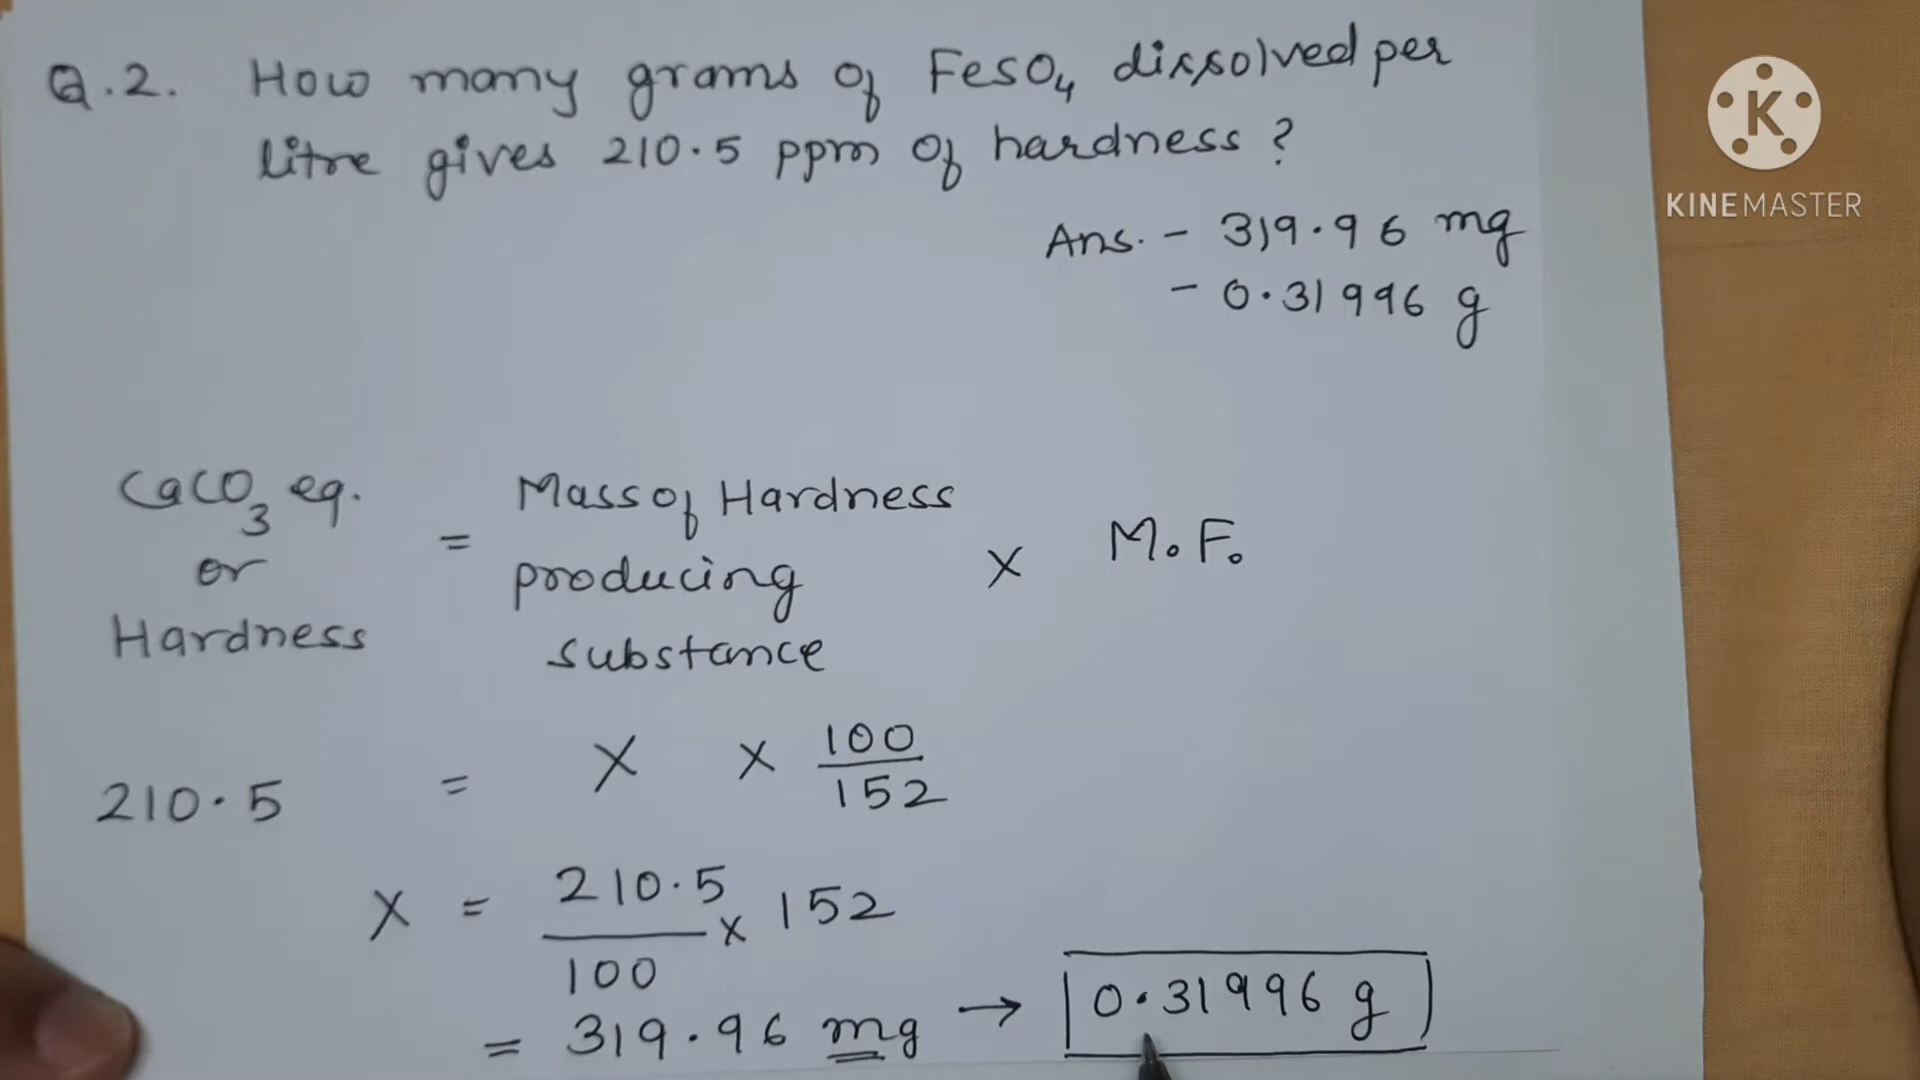 Q.2. How many grams of FeSO4 dissolved per
litre gives 210.5 ppm of hardness?
Ans. - 319.96 mg
- 0.31996 g
CaCO3 eq.
or
Hardness
=
Mass of Hardness
producing
substance
× M.F.
210.5 = X × 100/152
X = 210.5/100 × 152
= 319.96 mg → 0.31996 g
K
KINEMASTER